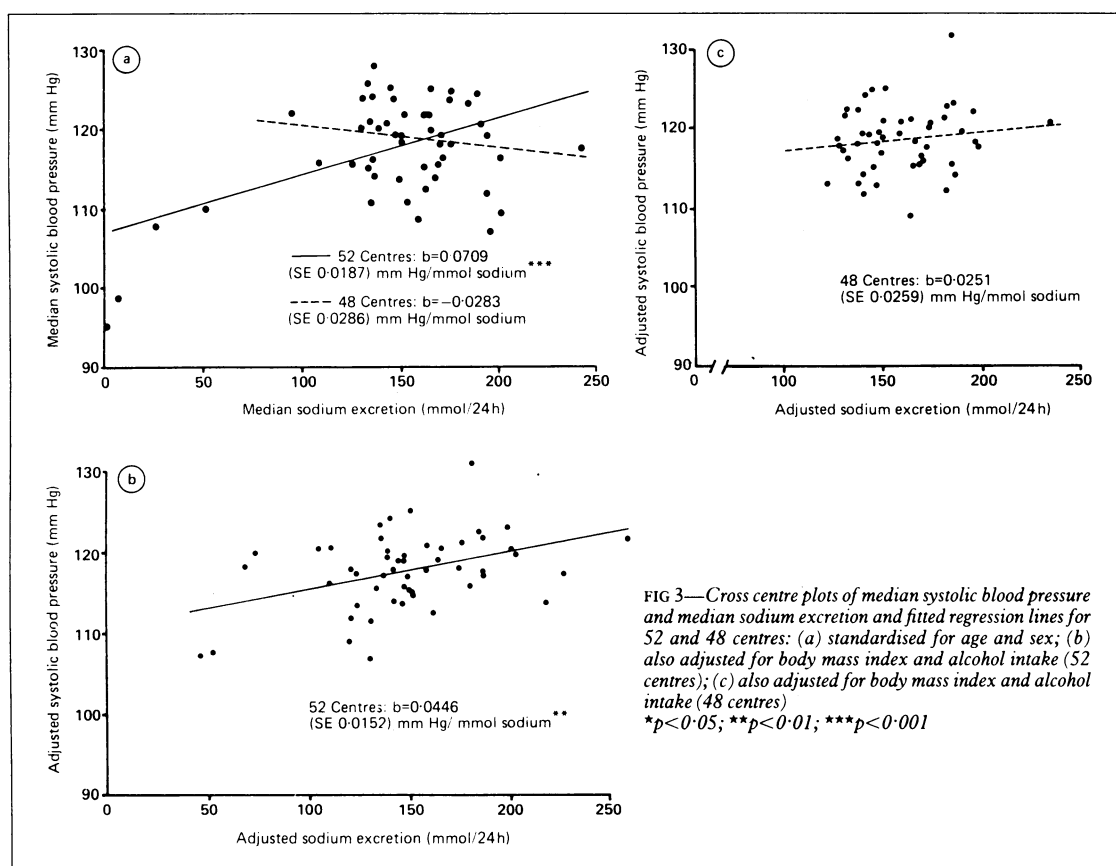 a
130
120
110
100
90
Median systolic blood pressure (mm Hg)
52 Centres: b=0·0709
(SE 0·0187) mm Hg/mmol sodium ***
48 Centres: b=−0·0283
(SE 0·0286) mm Hg/mmol sodium
0 50 100 150 200 250
Median sodium excretion (mmol/24h)
c
130
120
110
100
90
Adjusted systolic blood pressure (mm Hg)
48 Centres: b=0·0251
(SE 0·0259) mm Hg/mmol sodium
0 100 150 200 250
Adjusted sodium excretion (mmol/24h)
b
130
120
110
100
90
Adjusted systolic blood pressure (mm Hg)
52 Centres: b=0·0446
(SE 0·0152) mm Hg/ mmol sodium **
0 50 100 150 200 250
Adjusted sodium excretion (mmol/24h)
FIG 3—Cross centre plots of median systolic blood pressure
and median sodium excretion and fitted regression lines for
52 and 48 centres: (a) standardised for age and sex; (b)
also adjusted for body mass index and alcohol intake (52
centres); (c) also adjusted for body mass index and alcohol
intake (48 centres)
*p<0·05; **p<0·01; ***p<0·001